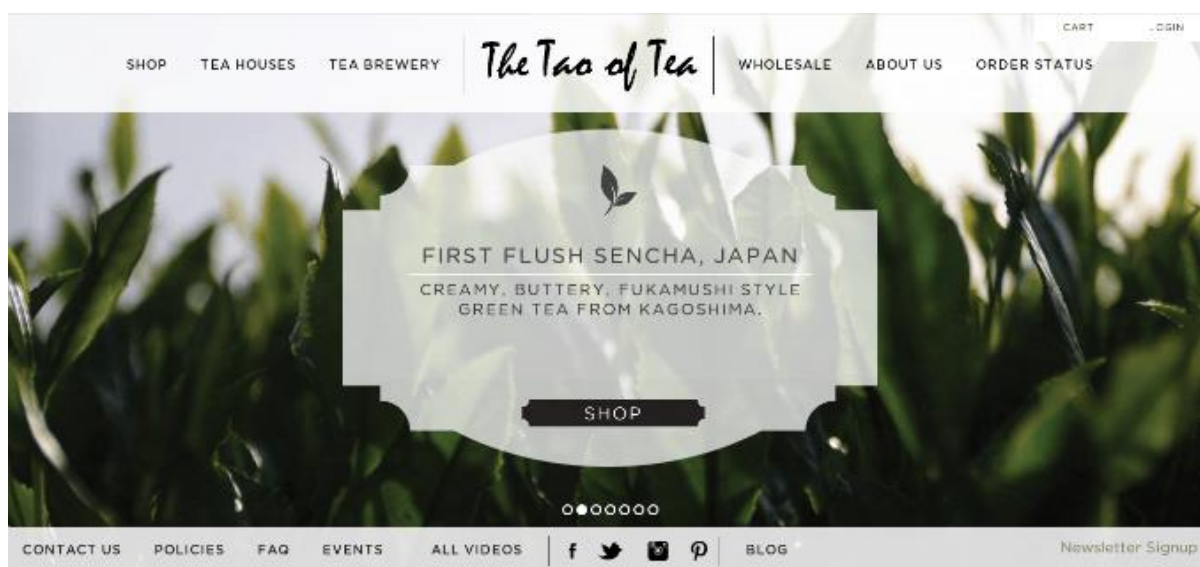 CART LOGIN
SHOP TEA HOUSES TEA BREWERY The Tao of Tea WHOLESALE ABOUT US ORDER STATUS
FIRST FLUSH SENCHA, JAPAN
CREAMY, BUTTERY, FUKAMUSHI STYLE
GREEN TEA FROM KAGOSHIMA.
SHOP
CONTACT US POLICIES FAQ EVENTS ALL VIDEOS f BLOG Newsletter Signup